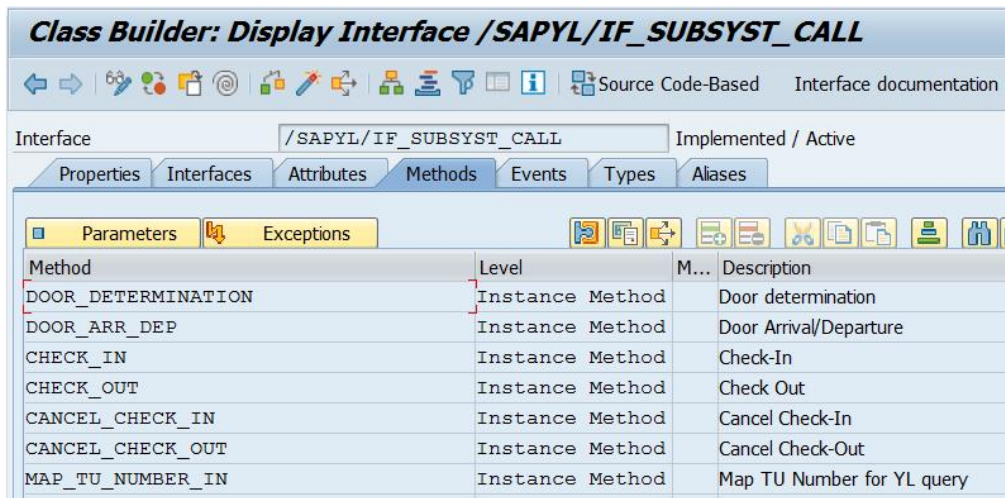 Class Builder: Display Interface /SAPYL/IF_SUBSYST_CALL
Source Code-Based Interface documentation
Interface /SAPYL/IF_SUBSYST_CALL Implemented / Active
Properties Interfaces Attributes Methods Events Types Aliases
Parameters Exceptions
Method Level M... Description
DOOR_DETERMINATION Instance Method Door determination
DOOR_ARR_DEP Instance Method Door Arrival/Departure
CHECK_IN Instance Method Check-In
CHECK_OUT Instance Method Check Out
CANCEL_CHECK_IN Instance Method Cancel Check-In
CANCEL_CHECK_OUT Instance Method Cancel Check-Out
MAP_TU_NUMBER_IN Instance Method Map TU Number for YL query